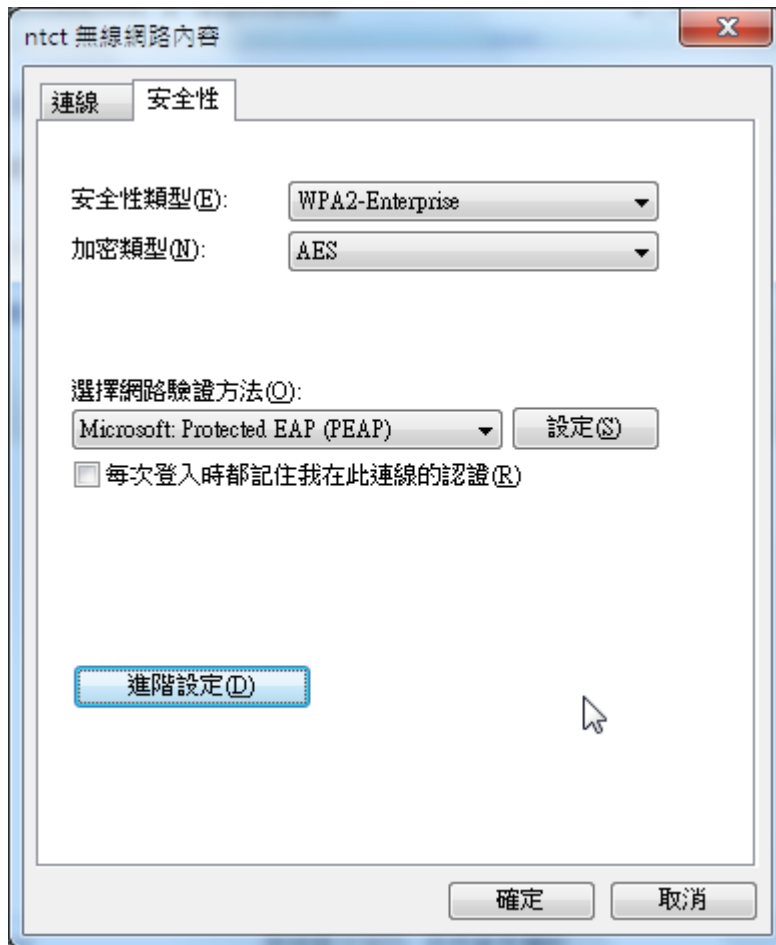 ntct 無線網路內容
連線 安全性
安全性類型(E): WPA2-Enterprise
加密類型(N): AES
選擇網路驗證方法(O):
Microsoft: Protected EAP (PEAP) 設定(S)
每次登入時都記住我在此連線的認證(R)
進階設定(D)
確定 取消